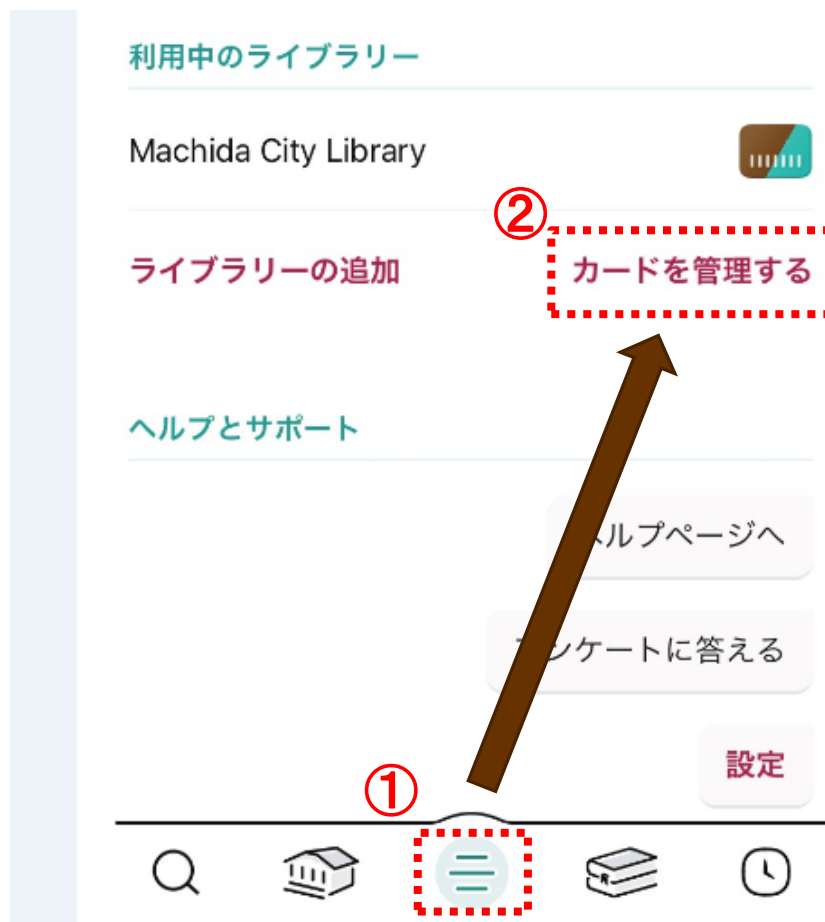 利用中のライブラリー
Machida City Library
②
ライブラリーの追加 カードを管理する
ヘルプとサポート
ルプページへ
ンケートに答える
設定
①